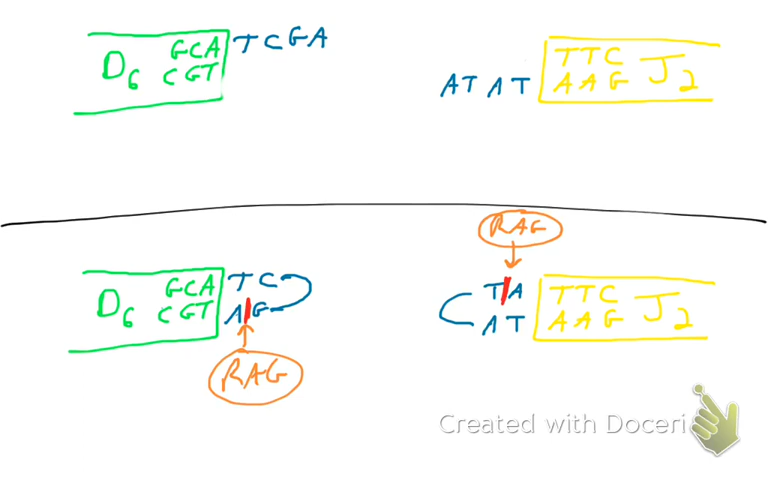 GCA TCGA
D6 CGT
TTC
ATAT AAG J2
RAG
GCA TC
D6 CGT AG
RAG
TA TTC
AT AAG J2
Created with Doceri